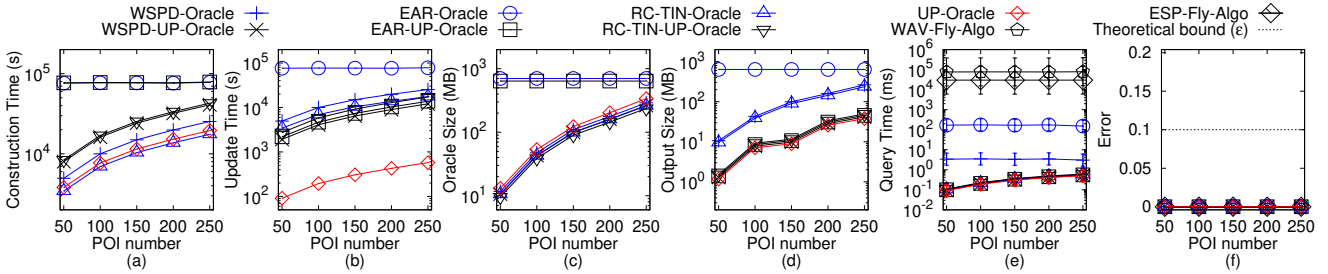 WSPD-Oracle EAR-Oracle RC-TIN-Oracle UP-Oracle ESP-Fly-Algo
WSPD-UP-Oracle EAR-UP-Oracle RC-TIN-UP-Oracle WAV-Fly-Algo Theoretical bound (ε)
Construction Time (s)
10^5
10^4
50 100 150 200 250
POI number
(a)
Update Time (s)
10^5
10^4
10^3
10^2
50 100 150 200 250
POI number
(b)
Oracle Size (MB)
10^3
10^2
10^1
50 100 150 200 250
POI number
(c)
Output Size (MB)
10^3
10^2
10^1
10^0
50 100 150 200 250
POI number
(d)
Query Time (ms)
10^6
10^5
10^4
10^3
10^2
10^1
10^0
10^-1
10^-2
50 100 150 200 250
POI number
(e)
Error
0.2
0.15
0.1
0.05
0
50 100 150 200 250
POI number
(f)